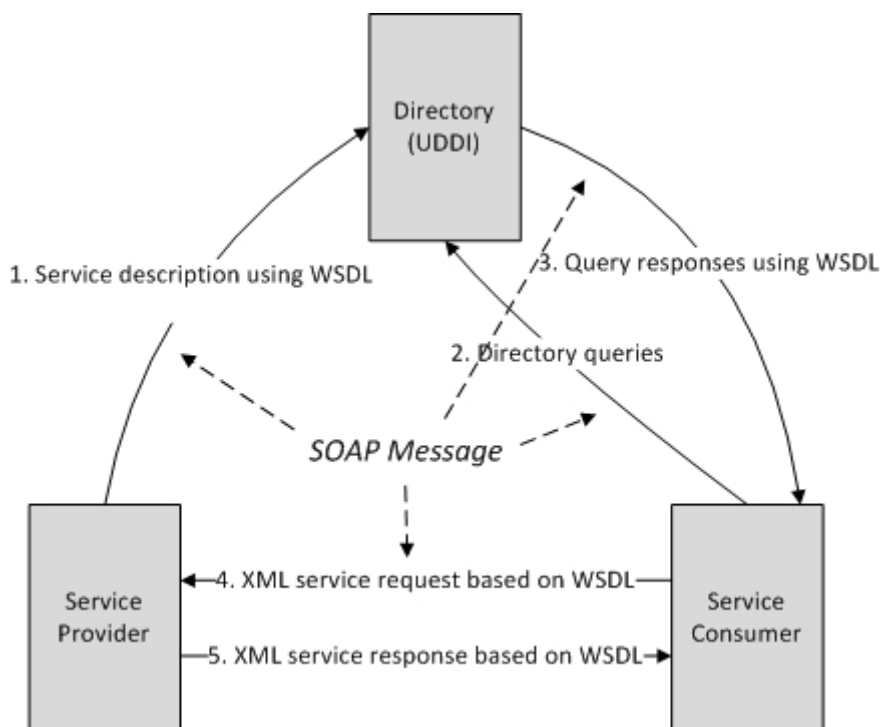 Directory
(UDDI)
1. Service description using WSDL
3. Query responses using WSDL
2. Directory queries
SOAP Message
Service
Provider
4. XML service request based on WSDL
5. XML service response based on WSDL
Service
Consumer